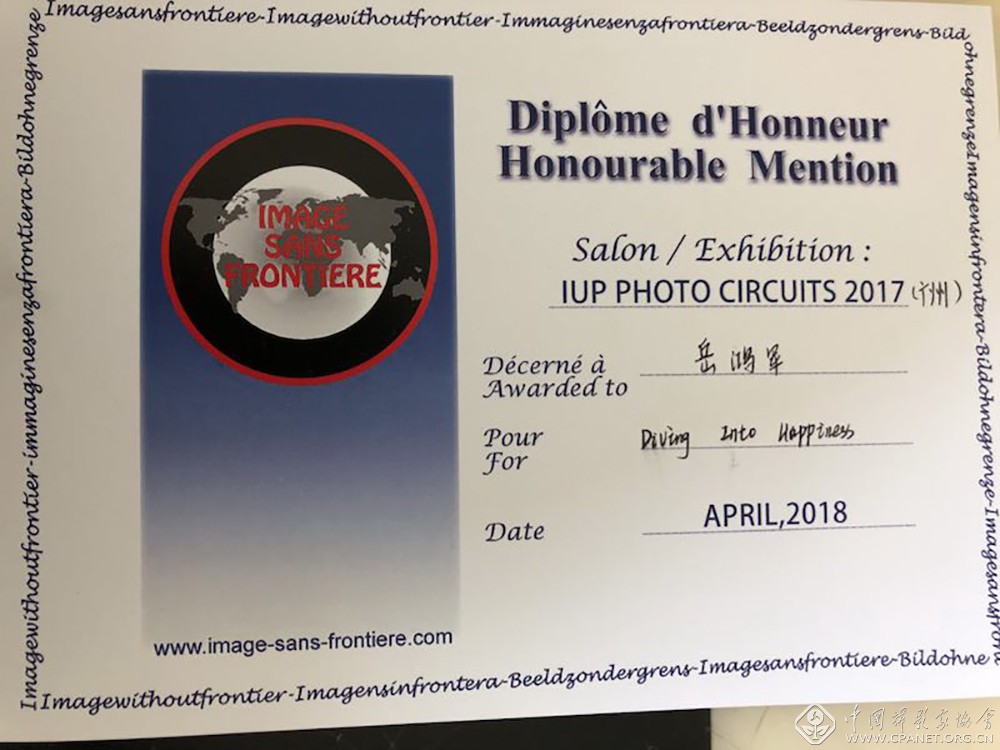 Imagesansfrontiere-Imagewithoutfrontier-Immaginesenzafrontiera-Beeldzondergrens-Bild
ohnegrenzeImagensinfrontera-Bildohnegrenze-Imagesansfron
Imagewithoutfrontier-immaginesenzafrontiera-Bildohnegrenze
IMAGE
SANS
FRONTIERE
www.image-sans-frontiere.com
Diplôme d'Honneur
Honourable Mention
Salon / Exhibition :
IUP PHOTO CIRCUITS 2017 (广州)
Décerné à
Awarded to
岳鸿军
Pour
For
Diving Into Happiness
Date
APRIL,2018
Imagewithoutfrontier-Imagensinfrontera-Beeldzondergrens-Imagesansfrontiere-Bildohne
中国摄影家协会
WWW.CPANET.ORG.CN